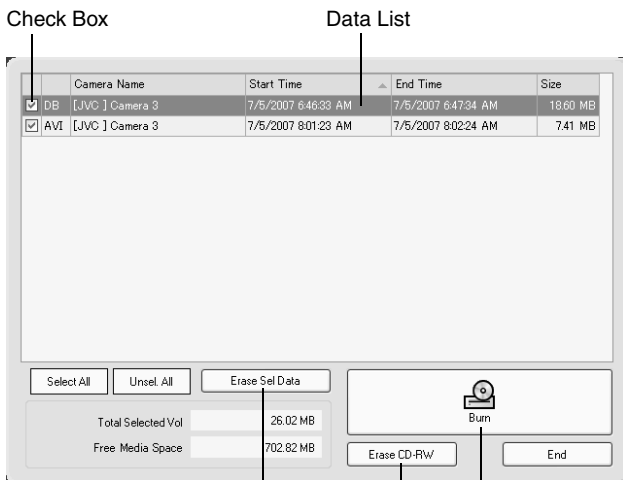 Check Box Data List
Camera Name Start Time End Time Size
DB [JVC ] Camera 3 7/5/2007 6:46:33 AM 7/5/2007 6:47:34 AM 18.60 MB
AVI [JVC ] Camera 3 7/5/2007 8:01:23 AM 7/5/2007 8:02:24 AM 7.41 MB
Select All Unsel. All Erase Sel Data
Burn
Total Selected Vol 26.02 MB
Free Media Space 702.82 MB
Erase CD-RW End